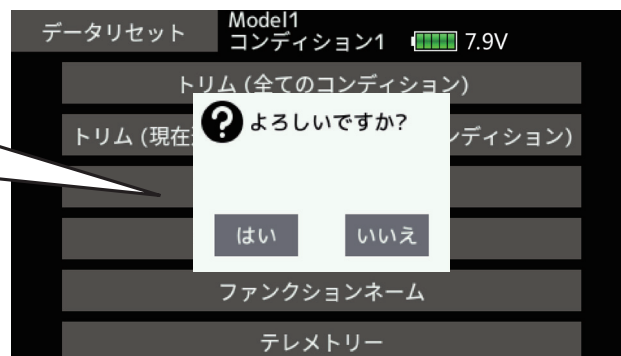 データリセット
Model1
コンディション1 7.9V
トリム (全てのコンディション)
トリム (現在
ンディション)
? よろしいですか?
はい いいえ
ファンクションネーム
テレメトリー